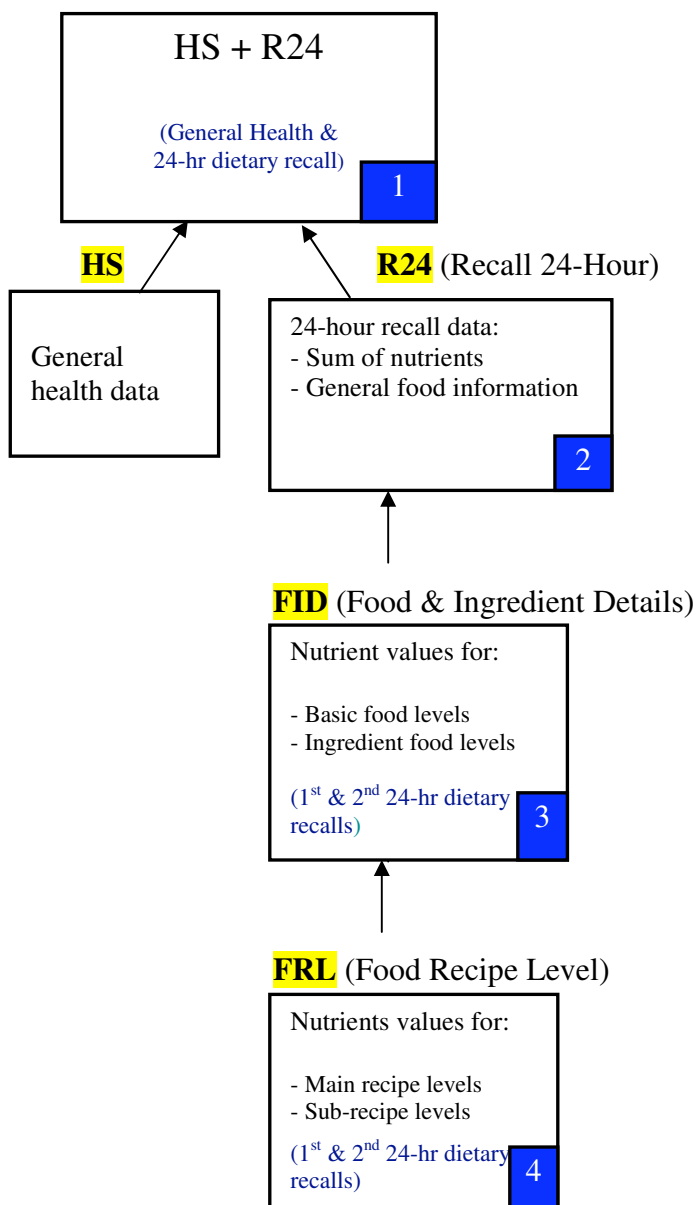 HS + R24
(General Health &
24-hr dietary recall)
1
HS
R24 (Recall 24-Hour)
General
health data
24-hour recall data:
- Sum of nutrients
- General food information
2
FID (Food & Ingredient Details)
Nutrient values for:
- Basic food levels
- Ingredient food levels
(1st & 2nd 24-hr dietary
recalls)
3
FRL (Food Recipe Level)
Nutrients values for:
- Main recipe levels
- Sub-recipe levels
(1st & 2nd 24-hr dietary
recalls)
4